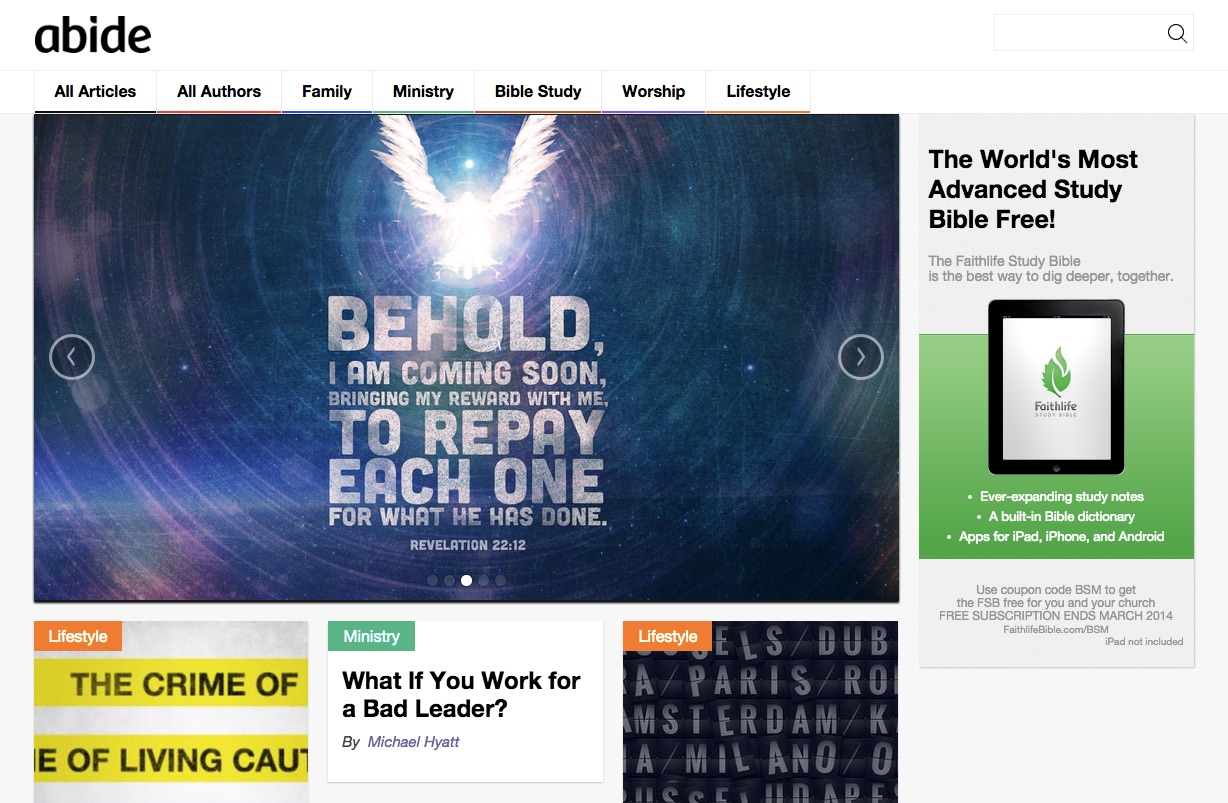 abide
All Articles
All Authors
Family
Ministry
Bible Study
Worship
Lifestyle
BEHOLD,
I AM COMING SOON,
BRINGING MY REWARD WITH ME,
TO REPAY
EACH ONE
FOR WHAT HE HAS DONE.
REVELATION 22:12
The World's Most
Advanced Study
Bible Free!
The Faithlife Study Bible
is the best way to dig deeper, together.
Faithlife
STUDY BIBLE
• Ever-expanding study notes
• A built-in Bible dictionary
• Apps for iPad, iPhone, and Android
Use coupon code BSM to get
the FSB free for you and your church
FREE SUBSCRIPTION ENDS MARCH 2014
FaithlifeBible.com/BSM
iPad not included
Lifestyle
THE CRIME OF
E OF LIVING CAUT
Ministry
What If You Work for
a Bad Leader?
By Michael Hyatt
Lifestyle
SELS/DUB
A/PARIS/RO
MSTERDAM/K
A/MILANO/O